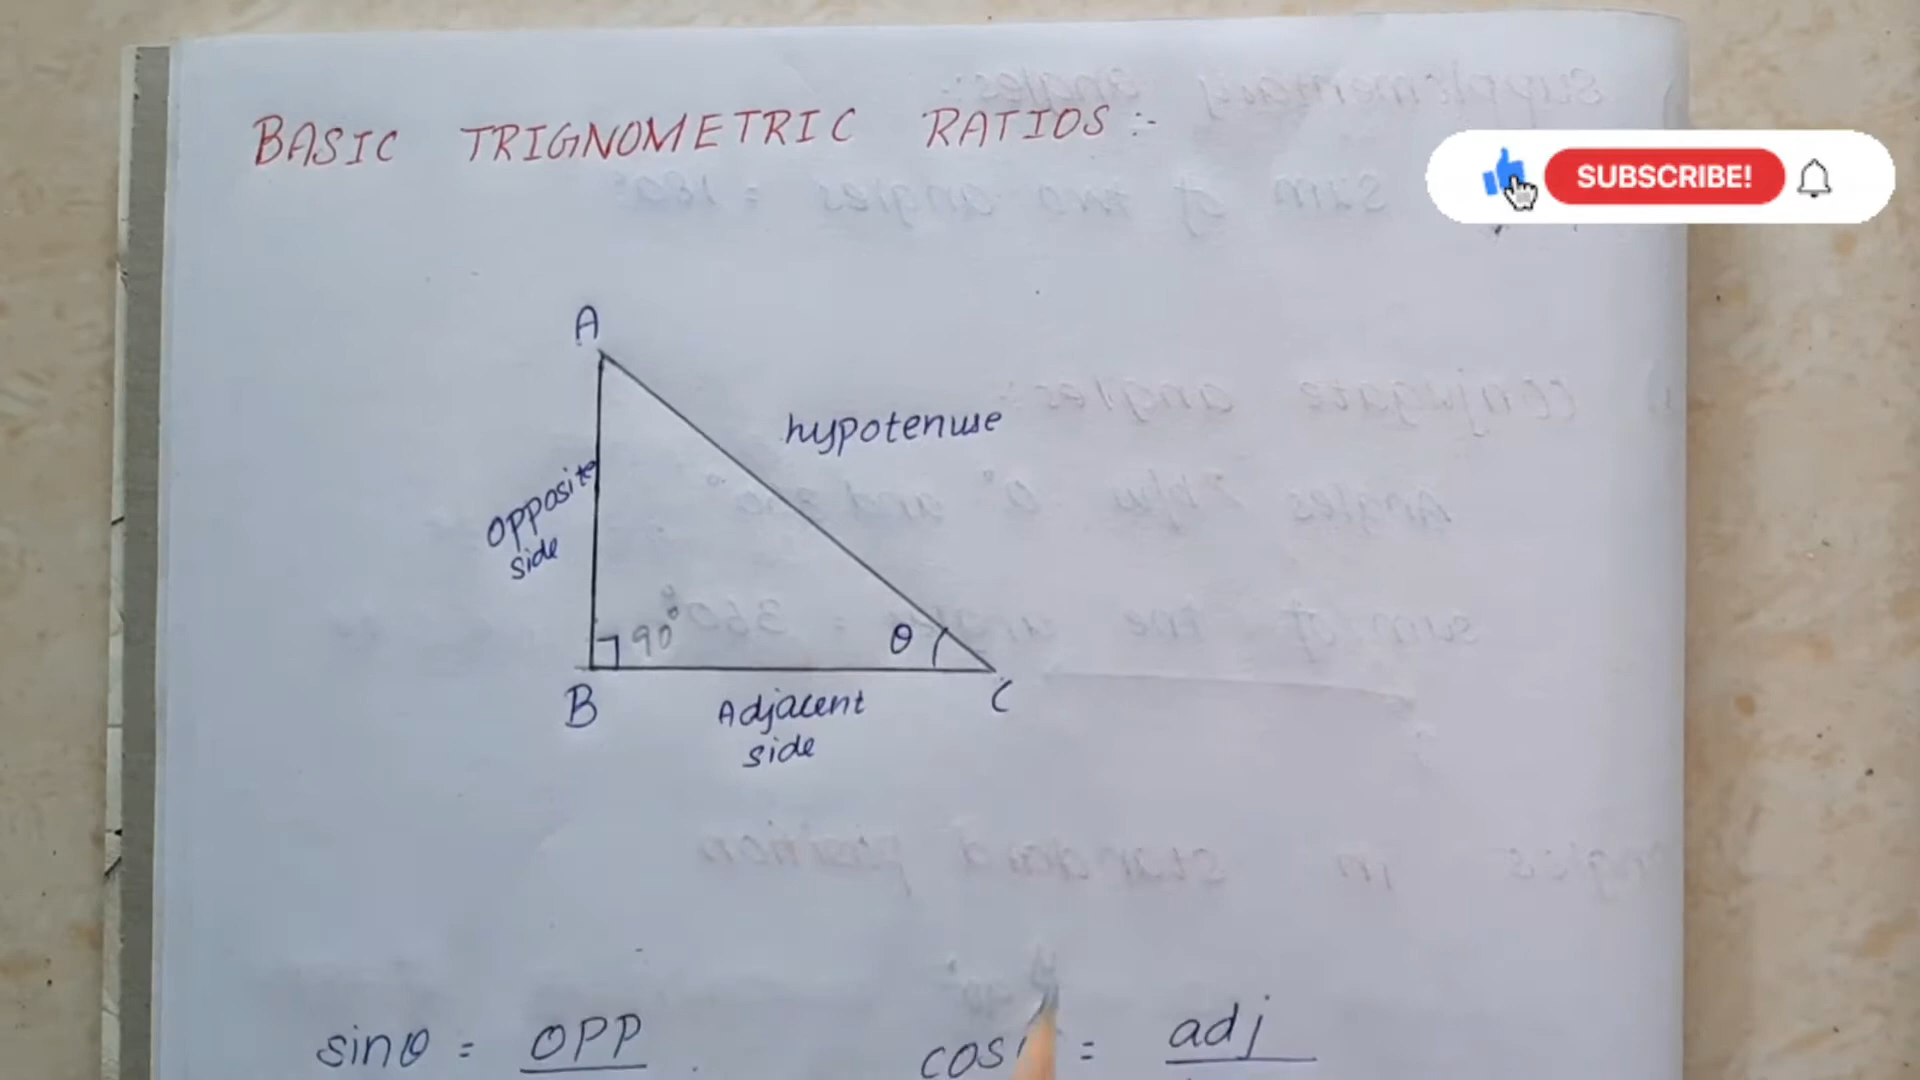 BASIC TRIGNOMETRIC RATIOS :-
SUBSCRIBE!
A
hypotenuse
Opposite
side
90°
θ
B
C
Adjacent
side
sinθ = OPP
cos = adj